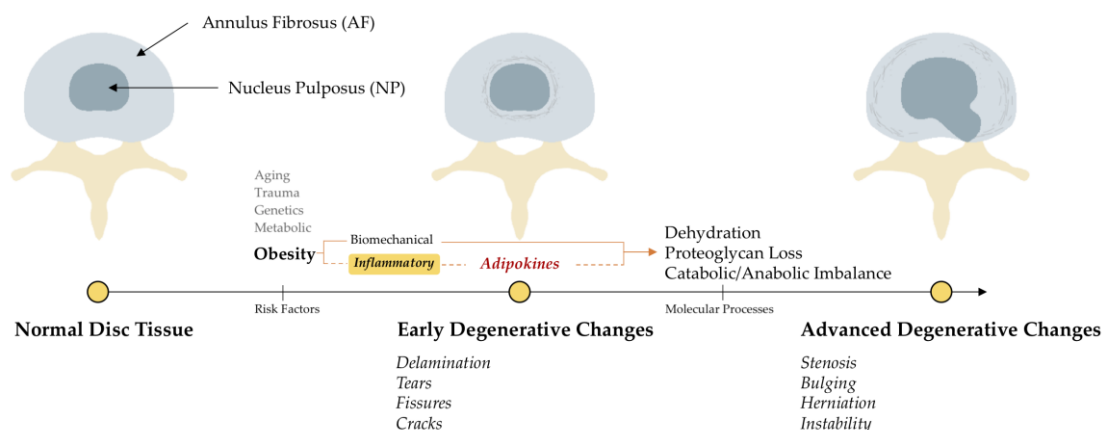 Annulus Fibrosus (AF)
Nucleus Pulposus (NP)
Aging
Trauma
Genetics
Metabolic
Obesity
Biomechanical
Inflammatory
Adipokines
Dehydration
Proteoglycan Loss
Catabolic/Anabolic Imbalance
Risk Factors
Molecular Processes
Normal Disc Tissue
Early Degenerative Changes
Delamination
Tears
Fissures
Cracks
Advanced Degenerative Changes
Stenosis
Bulging
Herniation
Instability